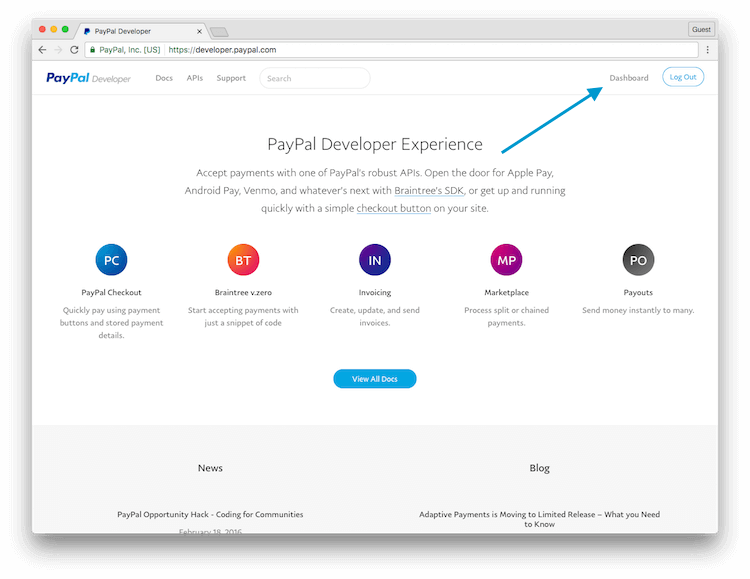 PayPal Developer
Guest
PayPal, Inc. [US] https://developer.paypal.com
PayPal Developer Docs APIs Support Search Dashboard Log Out
PayPal Developer Experience
Accept payments with one of PayPal's robust APIs. Open the door for Apple Pay,
Android Pay, Venmo, and whatever's next with Braintree's SDK, or get up and running
quickly with a simple checkout button on your site.
PC BT IN MP PO
PayPal Checkout
Quickly pay using payment
buttons and stored payment
details.
Braintree v.zero
Start accepting payments with
just a snippet of code
Invoicing
Create, update, and send
invoices.
Marketplace
Process split or chained
payments.
Payouts
Send money instantly to many.
View All Docs
News
PayPal Opportunity Hack - Coding for Communities
February 18, 2016
Blog
Adaptive Payments is Moving to Limited Release – What you Need
to Know